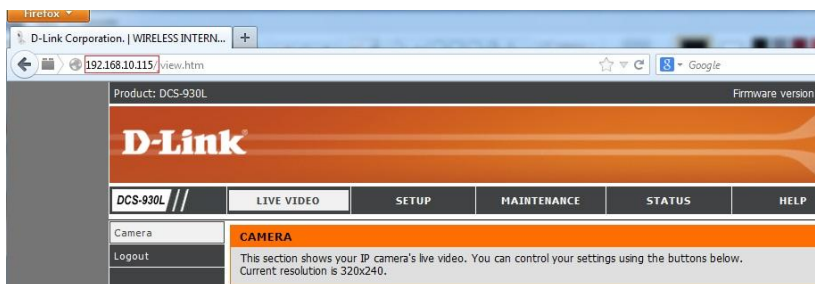 Firefox
D-Link Corporation. | WIRELESS INTERN...
192.168.10.115/view.htm
Google
Product: DCS-930L
Firmware version
D-Link
DCS-930L
LIVE VIDEO
SETUP
MAINTENANCE
STATUS
HELP
Camera
CAMERA
Logout
This section shows your IP camera's live video. You can control your settings using the buttons below.
Current resolution is 320x240.